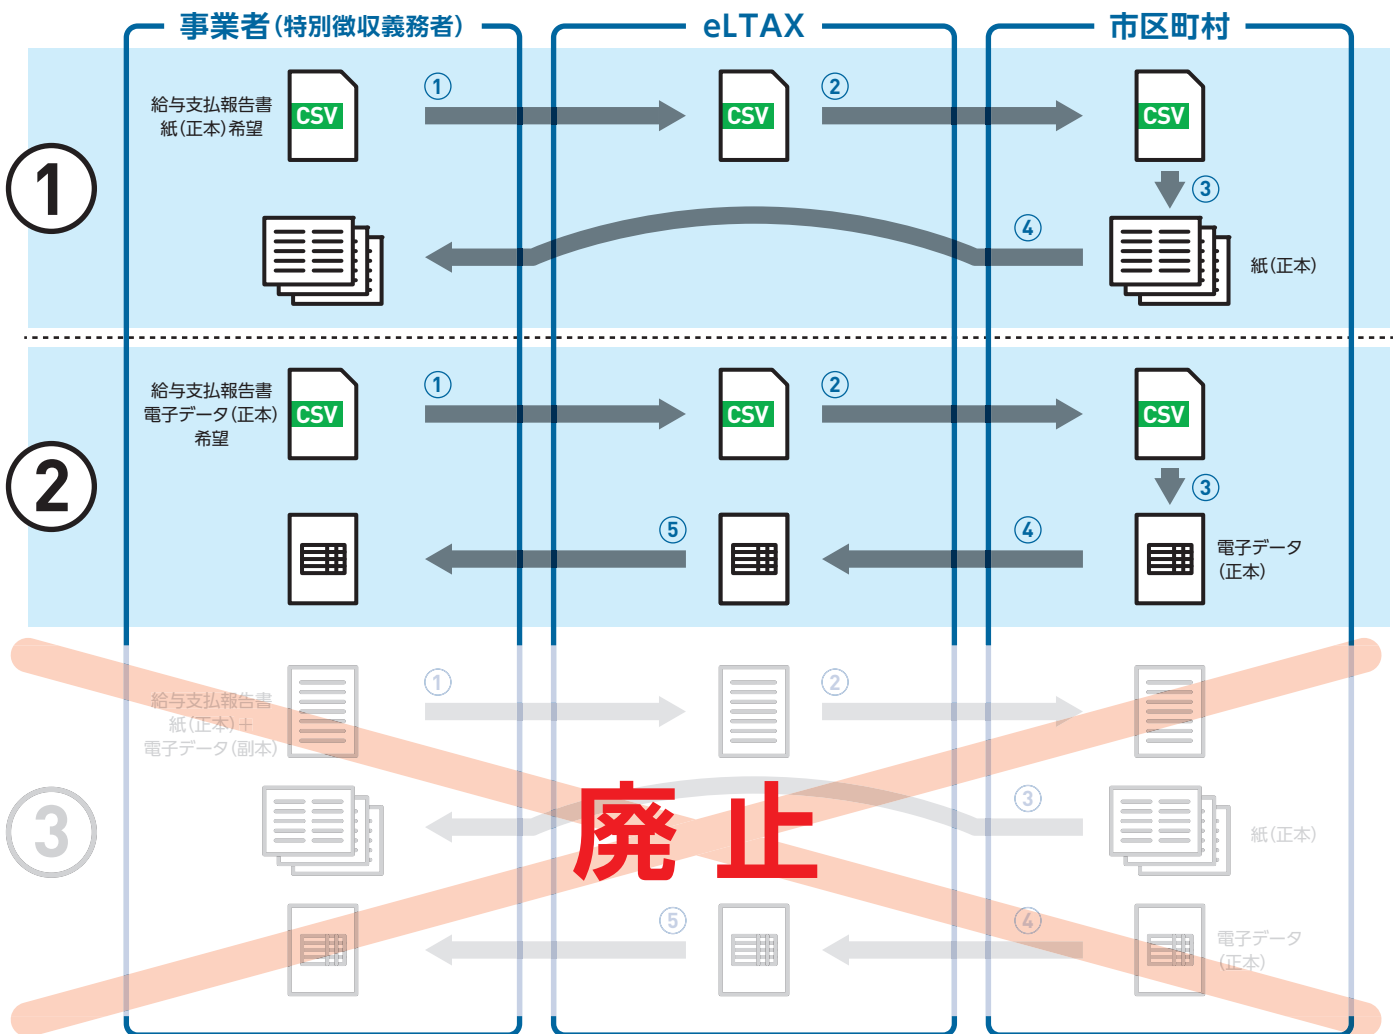 事業者(特別徴収義務者)
eLTAX
市区町村
①
給与支払報告書
紙(正本)希望
CSV
①
CSV
②
CSV
③
④
紙(正本)
②
給与支払報告書
電子データ(正本)
希望
CSV
①
CSV
②
CSV
③
⑤
④
電子データ
(正本)
③
給与支払報告書
紙(正本)+
電子データ(副本)
①
②
廃止
③
紙(正本)
⑤
④
電子データ
(正本)